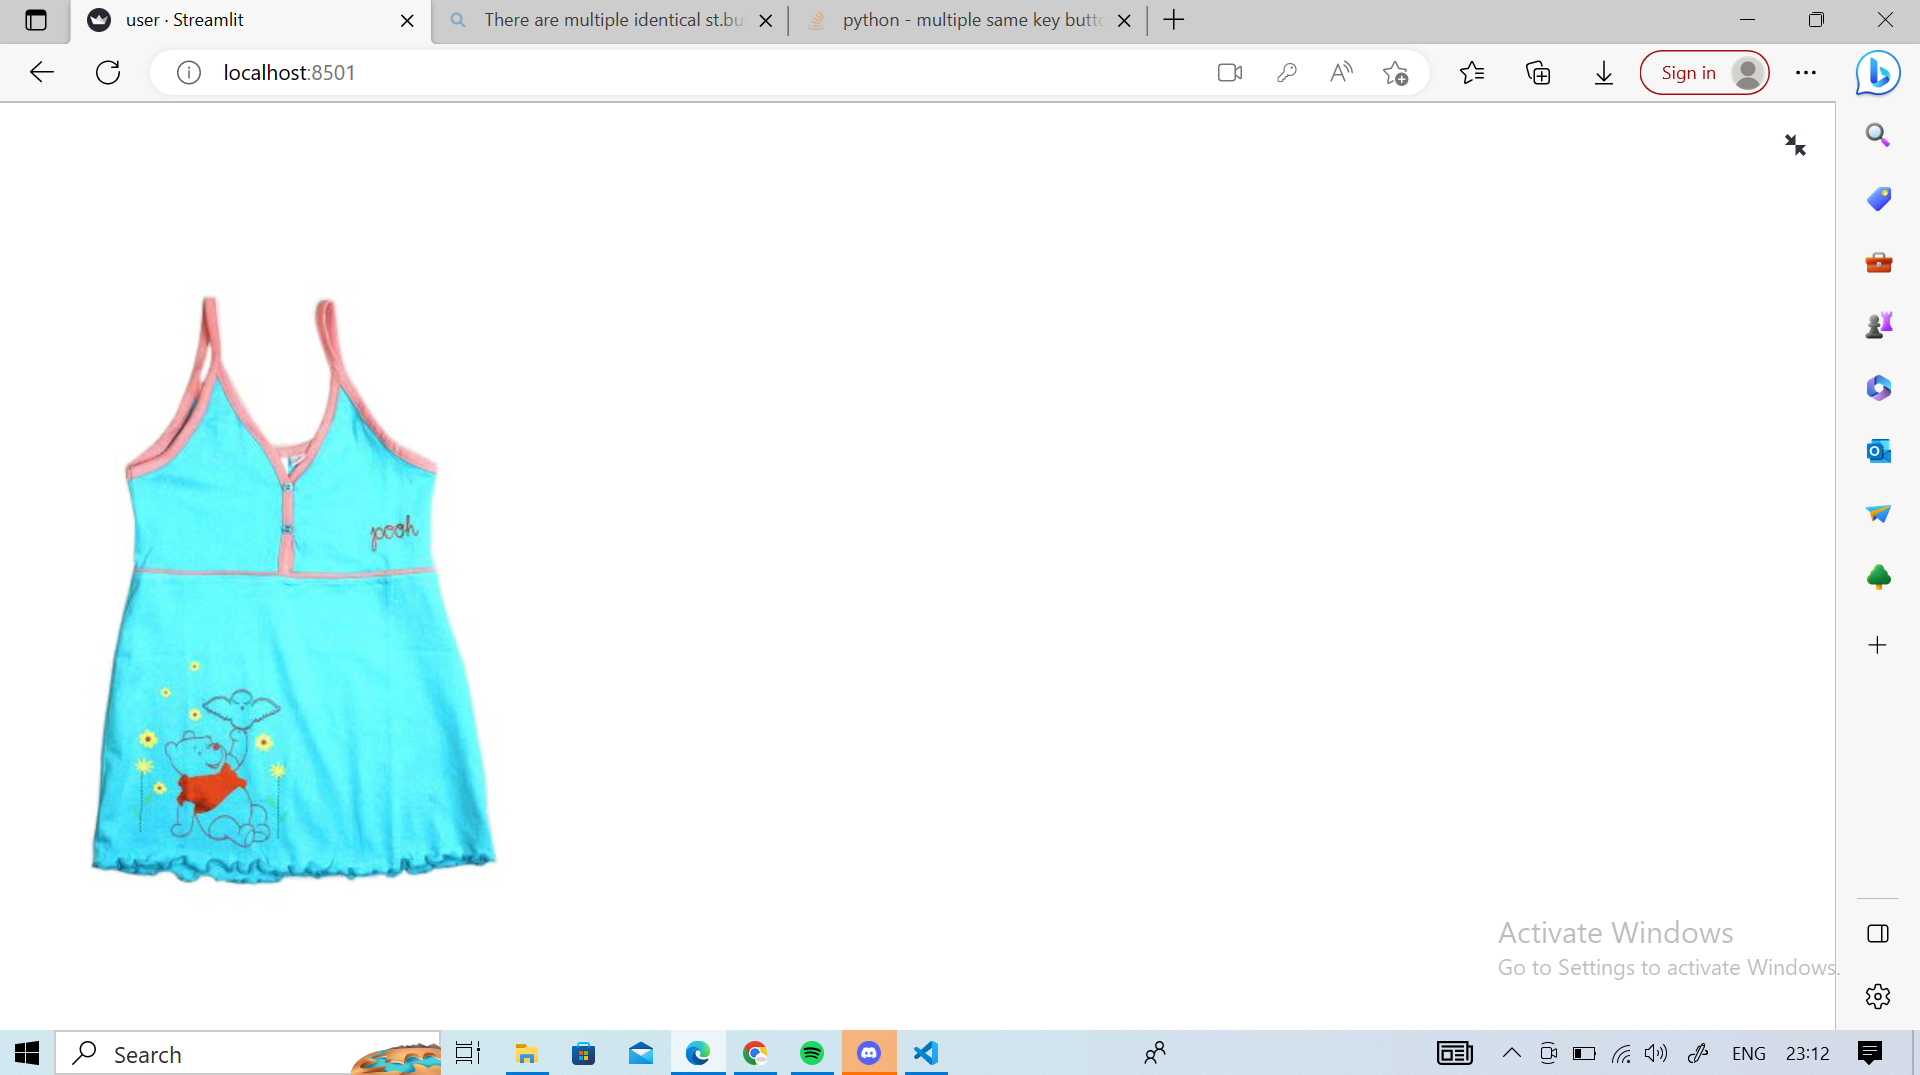 user · Streamlit
There are multiple identical st.bu
python - multiple same key butto
localhost:8501
Sign in
pooh
Activate Windows
Go to Settings to activate Windows.
Search
ENG
23:12